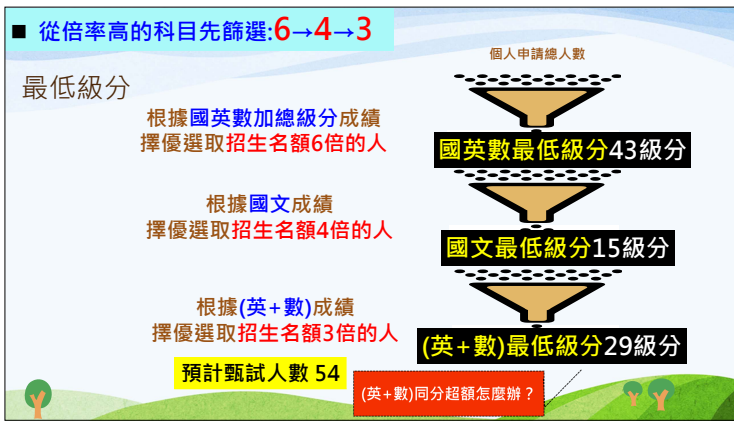 ■ 從倍率高的科目先篩選:6→4→3
個人申請總人數
最低級分
根據國英數加總級分成績
擇優選取招生名額6倍的人
國英數最低級分43級分
根據國文成績
擇優選取招生名額4倍的人
國文最低級分15級分
根據(英+數)成績
擇優選取招生名額3倍的人
(英+數)最低級分29級分
預計甄試人數 54
(英+數)同分超額怎麼辦？